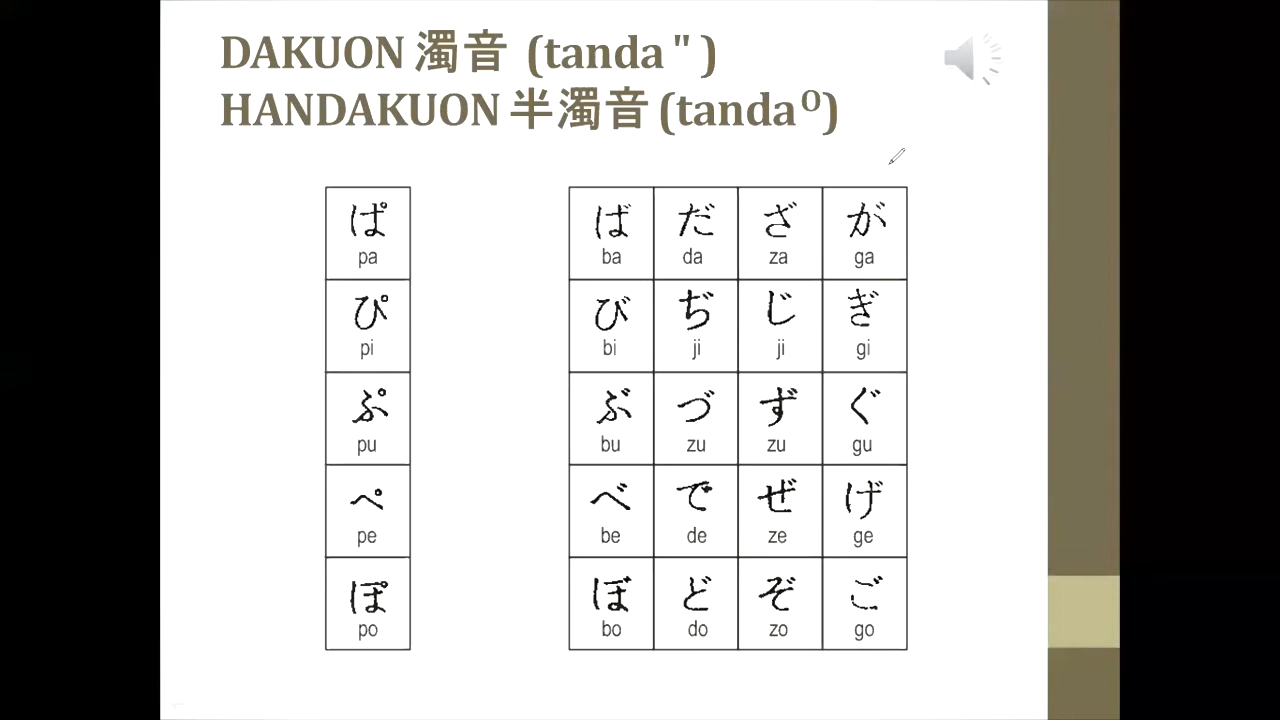 DAKUON 濁音 (tanda " )
HANDAKUON 半濁音 (tanda O)
ぱ ば だ ざ が
pa ba da za ga
ぴ び ぢ じ ぎ
pi bi ji ji gi
ぷ ぶ づ ず ぐ
pu bu zu zu gu
ぺ べ で ぜ げ
pe be de ze ge
ぽ ぼ ど ぞ ご
po bo do zo go